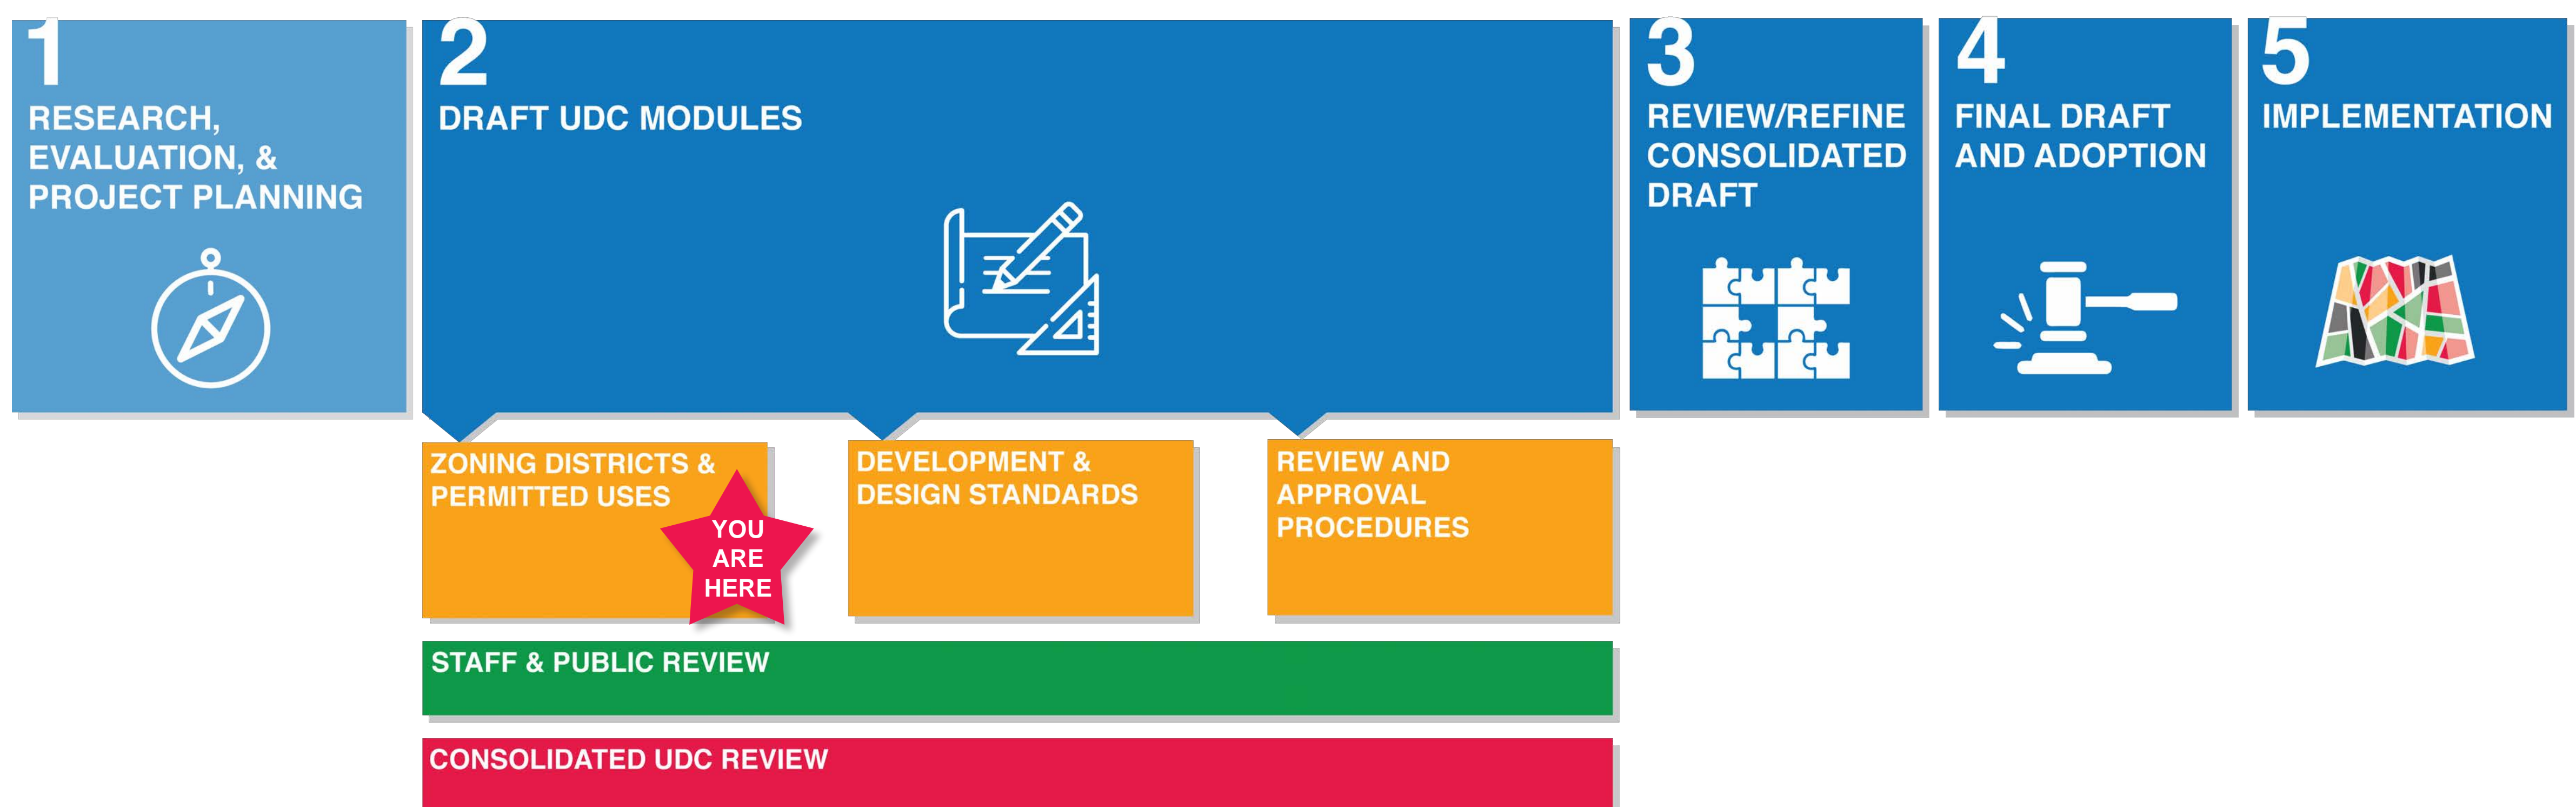 1
RESEARCH,
EVALUATION, &
PROJECT PLANNING
2
DRAFT UDC MODULES
3
REVIEW/REFINE
CONSOLIDATED
DRAFT
4
FINAL DRAFT
AND ADOPTION
5
IMPLEMENTATION
ZONING DISTRICTS &
PERMITTED USES
YOU
ARE
HERE
DEVELOPMENT &
DESIGN STANDARDS
REVIEW AND
APPROVAL
PROCEDURES
STAFF & PUBLIC REVIEW
CONSOLIDATED UDC REVIEW